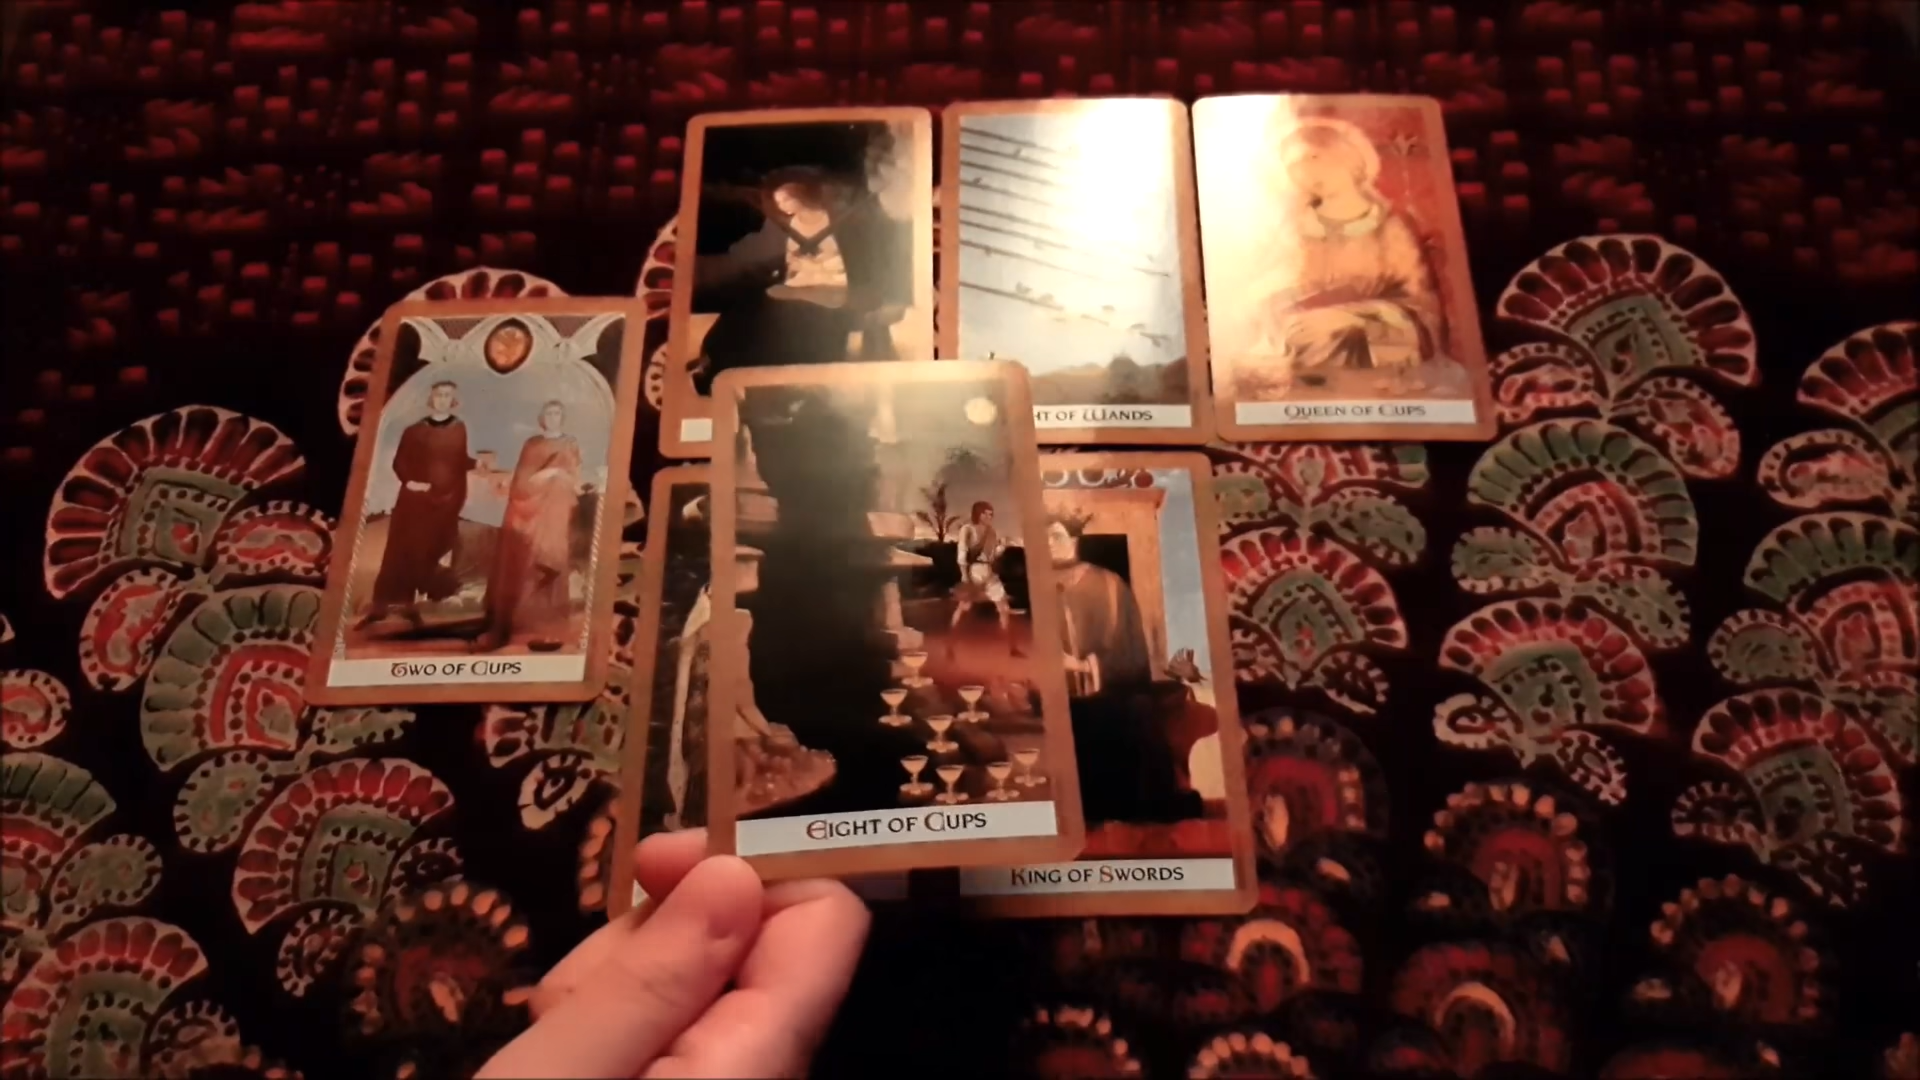 HT OF WANDS
QUEEN OF CUPS
TWO OF CUPS
EIGHT OF CUPS
KING OF SWORDS